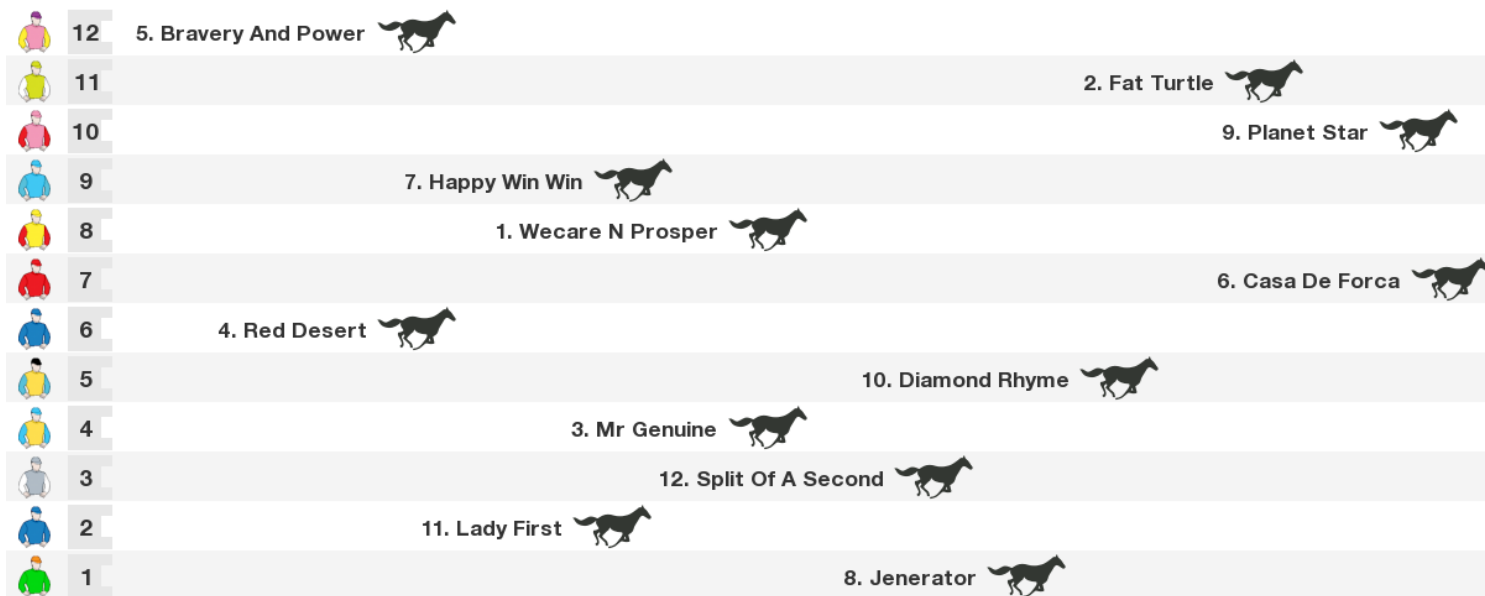 12 5. Bravery And Power
11 2. Fat Turtle
10 9. Planet Star
9 7. Happy Win Win
8 1. Wecare N Prosper
7 6. Casa De Forca
6 4. Red Desert
5 10. Diamond Rhyme
4 3. Mr Genuine
3 12. Split Of A Second
2 11. Lady First
1 8. Jenerator